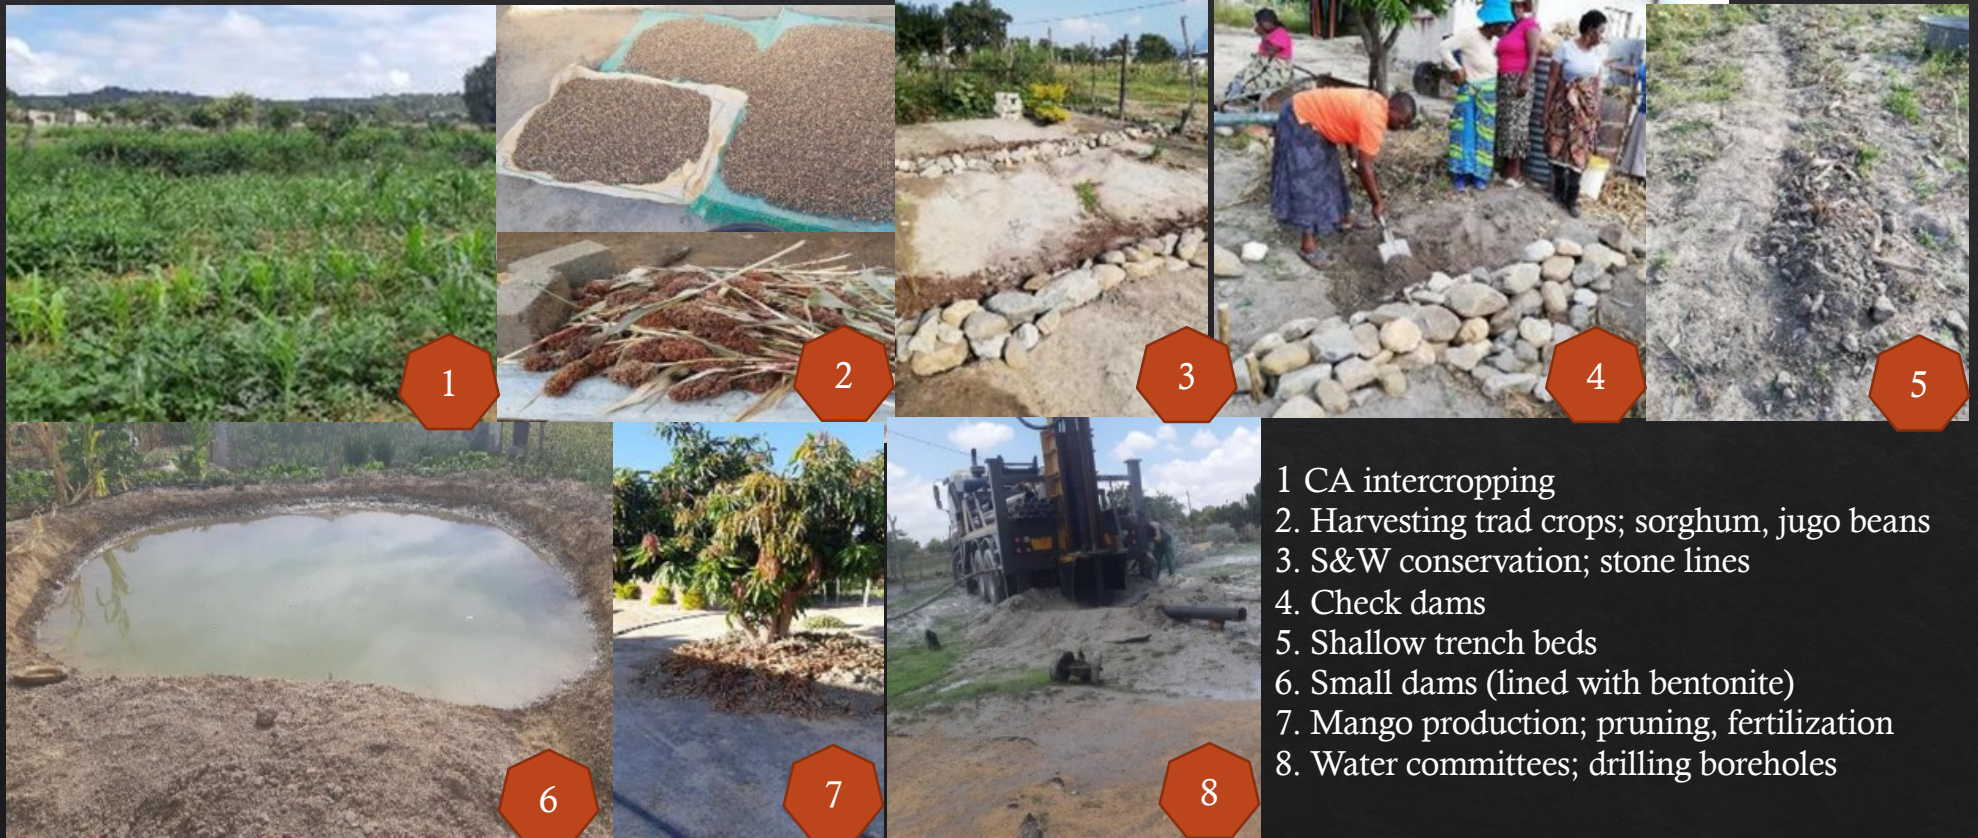 1
2
3
4
5
6
7
8
1 CA intercropping
2. Harvesting trad crops; sorghum, jugo beans
3. S&W conservation; stone lines
4. Check dams
5. Shallow trench beds
6. Small dams (lined with bentonite)
7. Mango production; pruning, fertilization
8. Water committees; drilling boreholes